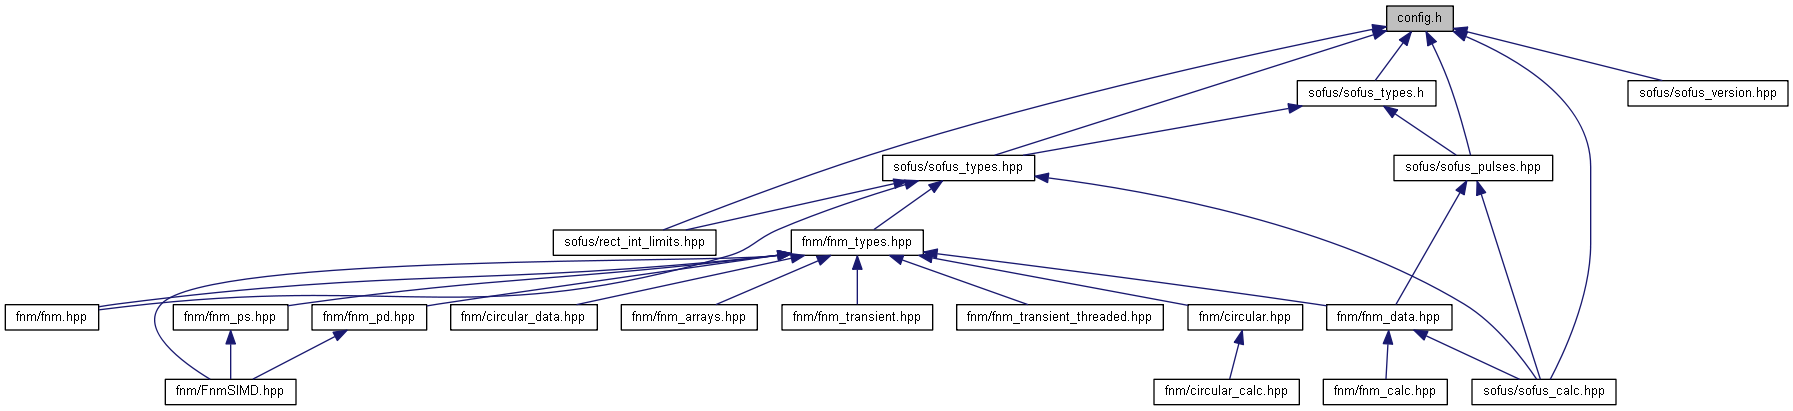 config.h
sofus/sofus_types.h
sofus/sofus_version.hpp
sofus/sofus_types.hpp
sofus/sofus_pulses.hpp
sofus/rect_int_limits.hpp
fnm/fnm_types.hpp
fnm/fnm.hpp
fnm/fnm_ps.hpp
fnm/fnm_pd.hpp
fnm/circular_data.hpp
fnm/fnm_arrays.hpp
fnm/fnm_transient.hpp
fnm/fnm_transient_threaded.hpp
fnm/circular.hpp
fnm/fnm_data.hpp
fnm/FnmSIMD.hpp
fnm/circular_calc.hpp
fnm/fnm_calc.hpp
sofus/sofus_calc.hpp